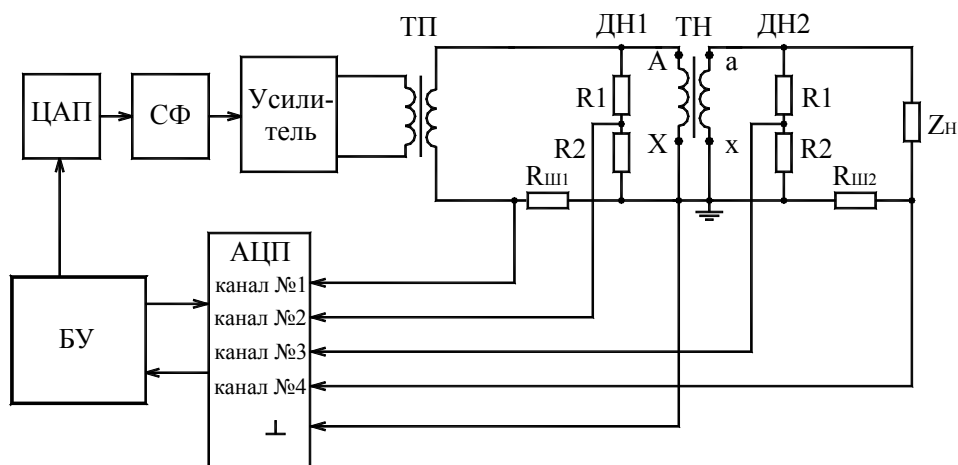 ТП
ДН1
ТН
ДН2
А
а
ЦАП
СФ
Усили-
тель
R1
R1
Zн
R2
X
x
R2
Rш1
Rш2
АЦП
канал №1
канал №2
БУ
канал №3
канал №4
⊥